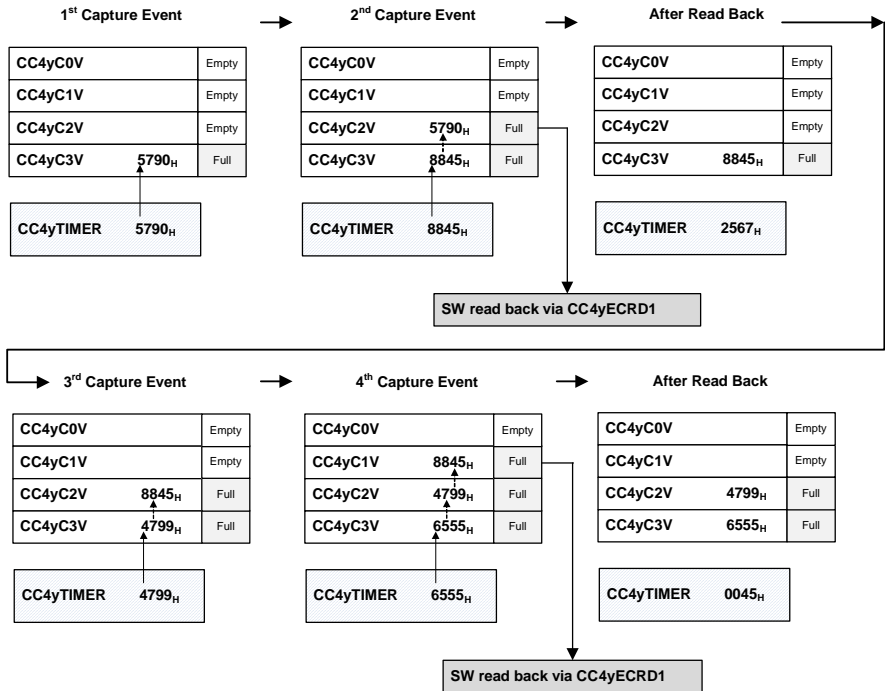 1st Capture Event
CC4yC0V Empty
CC4yC1V Empty
CC4yC2V Empty
CC4yC3V 5790H Full
CC4yTIMER 5790H
2nd Capture Event
CC4yC0V Empty
CC4yC1V Empty
CC4yC2V 5790H Full
CC4yC3V 8845H Full
CC4yTIMER 8845H
SW read back via CC4yECRD1
After Read Back
CC4yC0V Empty
CC4yC1V Empty
CC4yC2V Empty
CC4yC3V 8845H Full
CC4yTIMER 2567H
3rd Capture Event
CC4yC0V Empty
CC4yC1V Empty
CC4yC2V 8845H Full
CC4yC3V 4799H Full
CC4yTIMER 4799H
4th Capture Event
CC4yC0V Empty
CC4yC1V 8845H Full
CC4yC2V 4799H Full
CC4yC3V 6555H Full
CC4yTIMER 6555H
SW read back via CC4yECRD1
After Read Back
CC4yC0V Empty
CC4yC1V Empty
CC4yC2V 4799H Full
CC4yC3V 6555H Full
CC4yTIMER 0045H